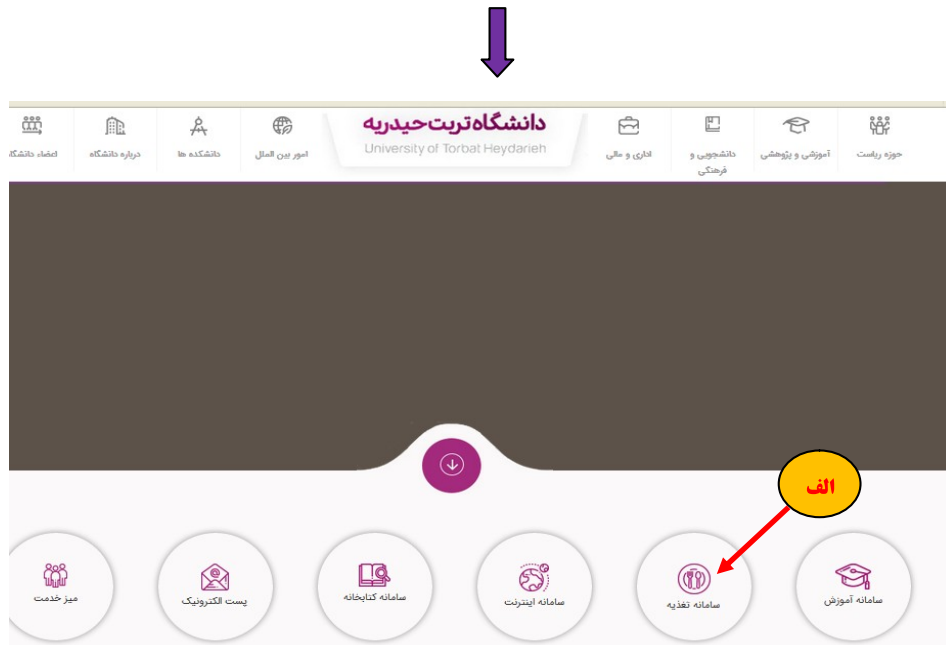 دانشگاه تربت حیدریه
University of Torbat Heydarieh
حوزه ریاست
آموزشی و پژوهشی
دانشجویی و
فرهنگی
اداری و مالی
امور بین الملل
دانشکده ها
درباره دانشگاه
اعضاء دانشگا
الف
سامانه آموزش
سامانه تغذیه
سامانه اینترنت
سامانه کتابخانه
پست الکترونیک
میز خدمت